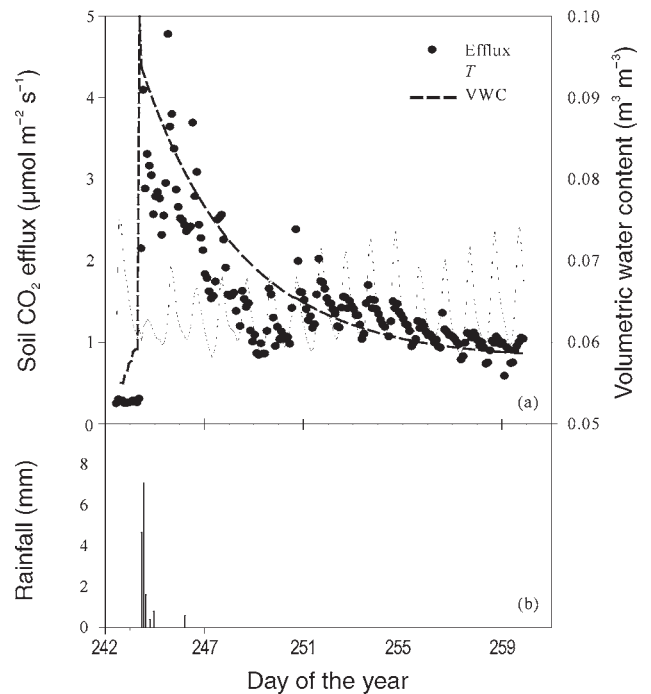 5
4
3
2
1
0
Soil CO₂ efflux (µmol m⁻² s⁻¹)
Efflux
T
VWC
(a)
0.10
0.09
0.08
0.07
0.06
0.05
Volumetric water content (m³ m⁻³)
8
6
4
2
0
Rainfall (mm)
(b)
242 247 251 255 259
Day of the year